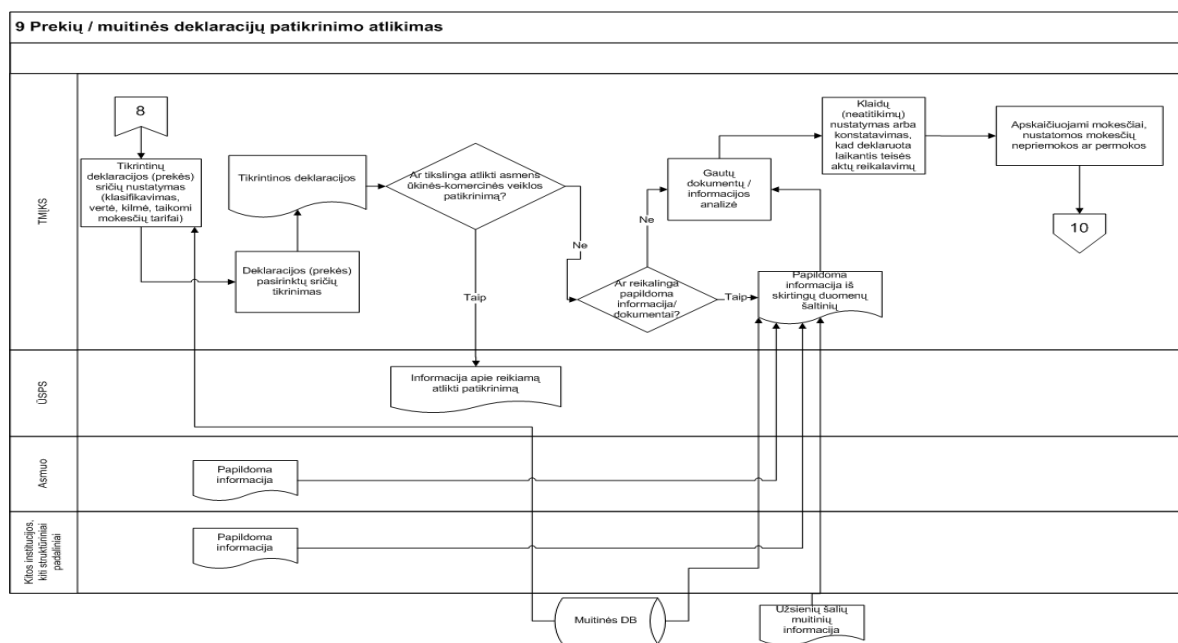 9 Prekių / muitinės deklaracijų patikrinimo atlikimas
TMĮKS
8
Tikrintinų
deklaracijos (prekės)
sričių nustatymas
(klasifikavimas,
vertė, kilmė, taikomi
mokesčių tarifai)
Tikrintinos deklaracijos
Deklaracijos (prekės)
pasirinktų sričių
tikrinimas
Ar tikslinga atlikti asmens
ūkinės-komercinės veiklos
patikrinimą?
Ne
Taip
Ar reikalinga
papildoma
informacija/
dokumentai?
Ne
Taip
Gautų
dokumentų /
informacijos
analizė
Papildoma
informacija iš
skirtingų duomenų
šaltinių
Klaidų
(neatitikimų)
nustatymas arba
konstatavimas,
kad deklaruota
laikantis teisės
aktų reikalavimų
Apskaičiuojami mokesčiai,
nustatomos mokesčių
nepriemokos ar permokos
10
ŪSPS
Informacija apie reikiamą
atlikti patikrinimą
Asmuo
Papildoma
informacija
Kitos institucijos,
kiti struktūriniai
padaliniai
Papildoma
informacija
Muitinės DB
Užsienių šalių
muitinių
informacija